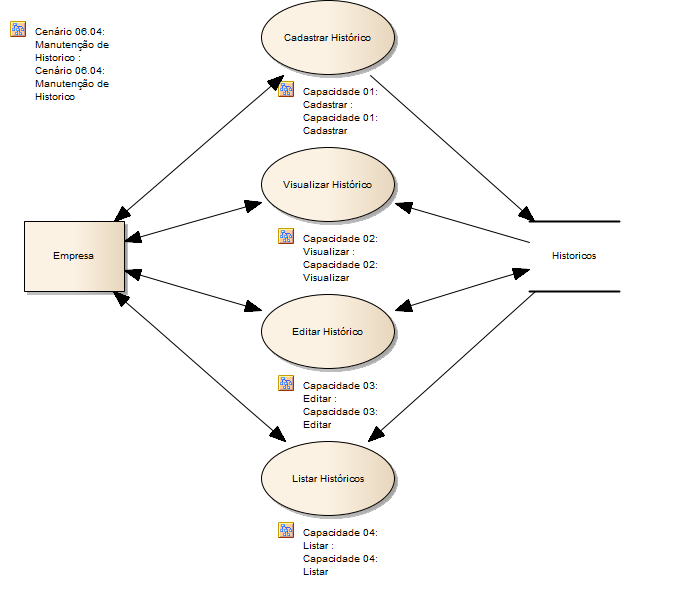 Cenário 06.04:
Manutenção de
Historico :
Cenário 06.04:
Manutenção de
Historico
Cadastrar Histórico
Capacidade 01:
Cadastrar :
Capacidade 01:
Cadastrar
Visualizar Histórico
Capacidade 02:
Visualizar :
Capacidade 02:
Visualizar
Empresa
Historicos
Editar Histórico
Capacidade 03:
Editar :
Capacidade 03:
Editar
Listar Históricos
Capacidade 04:
Listar :
Capacidade 04:
Listar